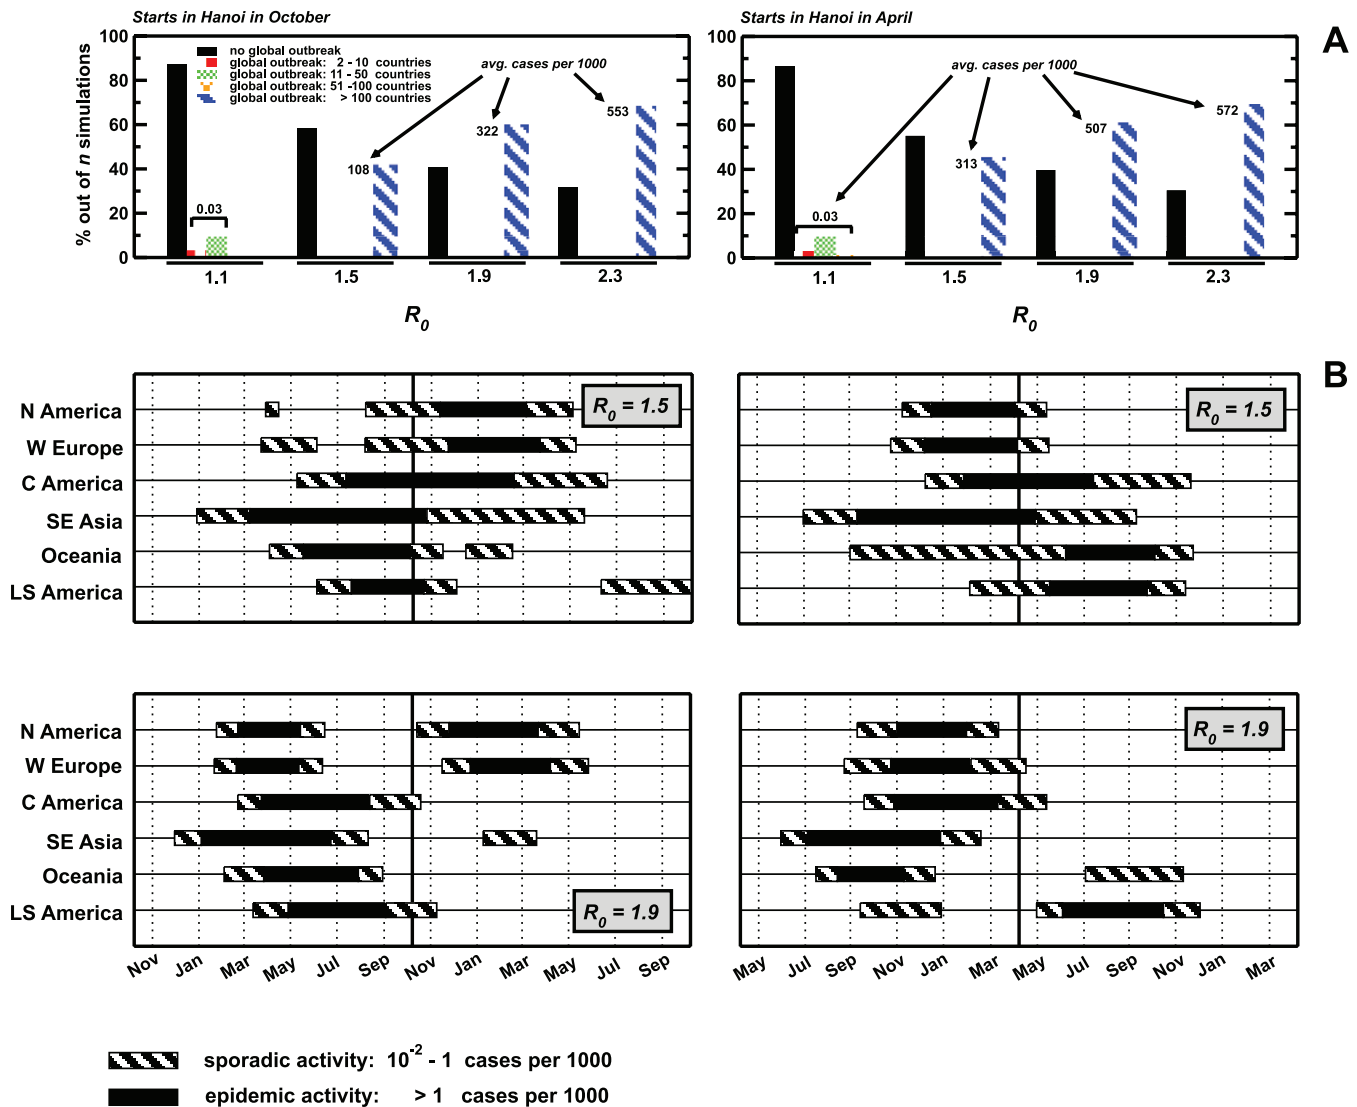 Starts in Hanoi in October
Starts in Hanoi in April
A
% out of n simulations
100
80
60
40
20
0
no global outbreak
global outbreak: 2 - 10 countries
global outbreak: 11 - 50 countries
global outbreak: 51 -100 countries
global outbreak: > 100 countries
avg. cases per 1000
0.03
108
322
553
1.1
1.5
1.9
2.3
R0
100
80
60
40
20
0
avg. cases per 1000
0.03
313
507
572
1.1
1.5
1.9
2.3
R0
B
N America
W Europe
C America
SE Asia
Oceania
LS America
R0 = 1.5
R0 = 1.5
N America
W Europe
C America
SE Asia
Oceania
LS America
R0 = 1.9
R0 = 1.9
Nov Jan Mar May Jul Sep Nov Jan Mar May Jul Sep
May Jul Sep Nov Jan Mar May Jul Sep Nov Jan Mar
sporadic activity: 10-2 - 1 cases per 1000
epidemic activity: > 1 cases per 1000